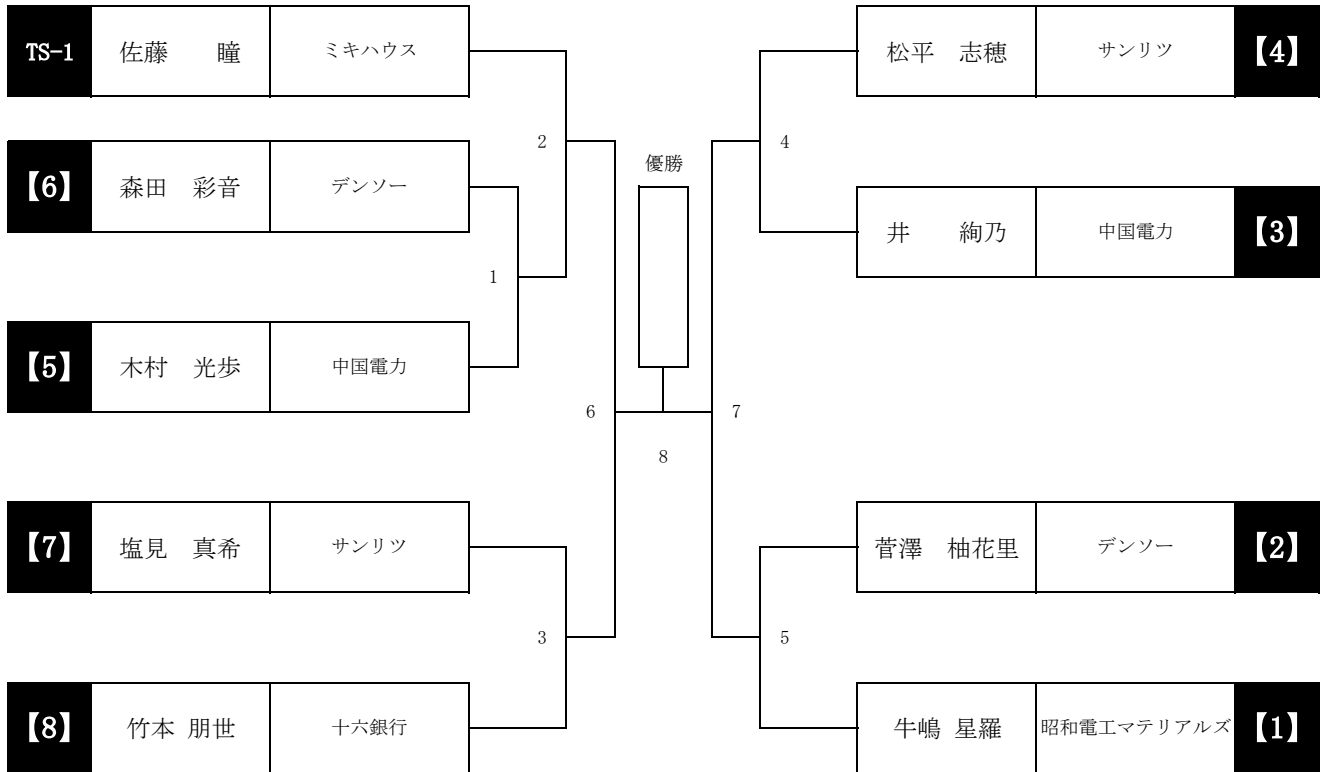 TS-1 佐藤　瞳 ミキハウス
【6】 森田　彩音 デンソー
【5】 木村　光歩 中国電力
【7】 塩見　真希 サンリツ
【8】 竹本 朋世 十六銀行
2
1
6
3
優勝
8
4
7
5
松平　志穂 サンリツ 【4】
井　絢乃 中国電力 【3】
菅澤　柚花里 デンソー 【2】
牛嶋 星羅 昭和電工マテリアルズ 【1】